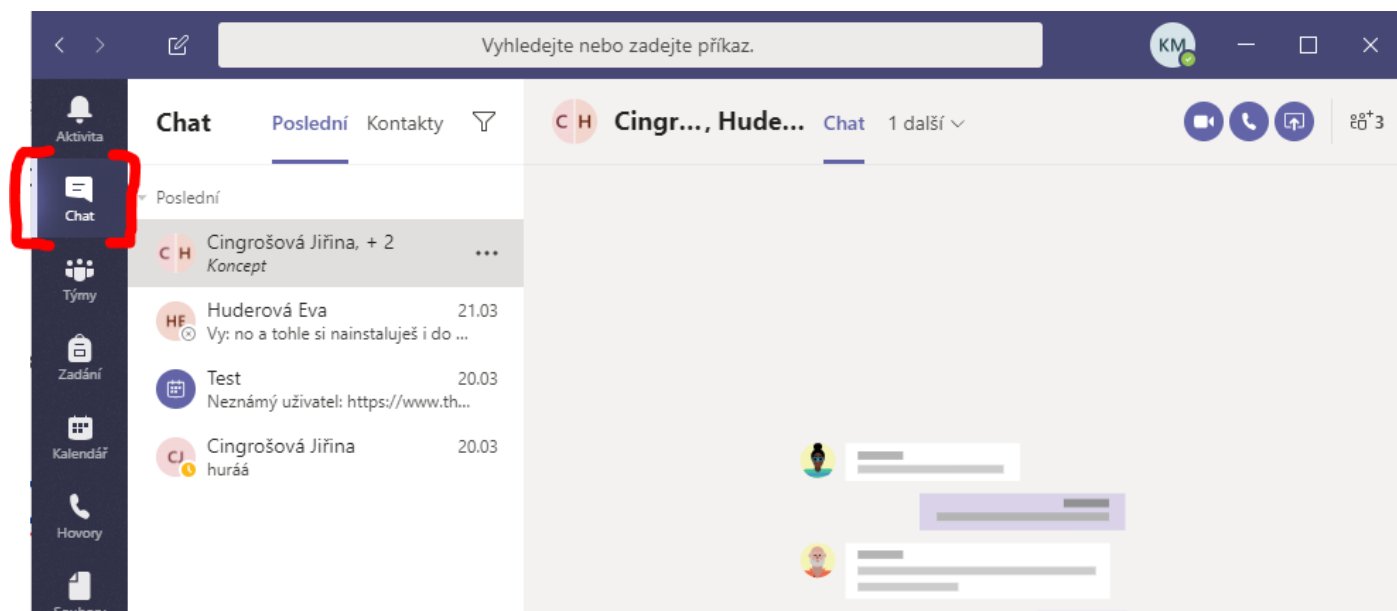 Vyhledejte nebo zadejte příkaz.
KM
Aktivita
Chat
Týmy
Zadání
Kalendář
Hovory
Soubory
Chat Poslední Kontakty
Poslední
C H Cingrošová Jiřina, + 2
Koncept
HE Huderová Eva 21.03
Vy: no a tohle si nainstaluješ i do ...
Test 20.03
Neznámý uživatel: https://www.th...
CJ Cingrošová Jiřina 20.03
huráá
C H Cingr..., Hude... Chat 1 další 3